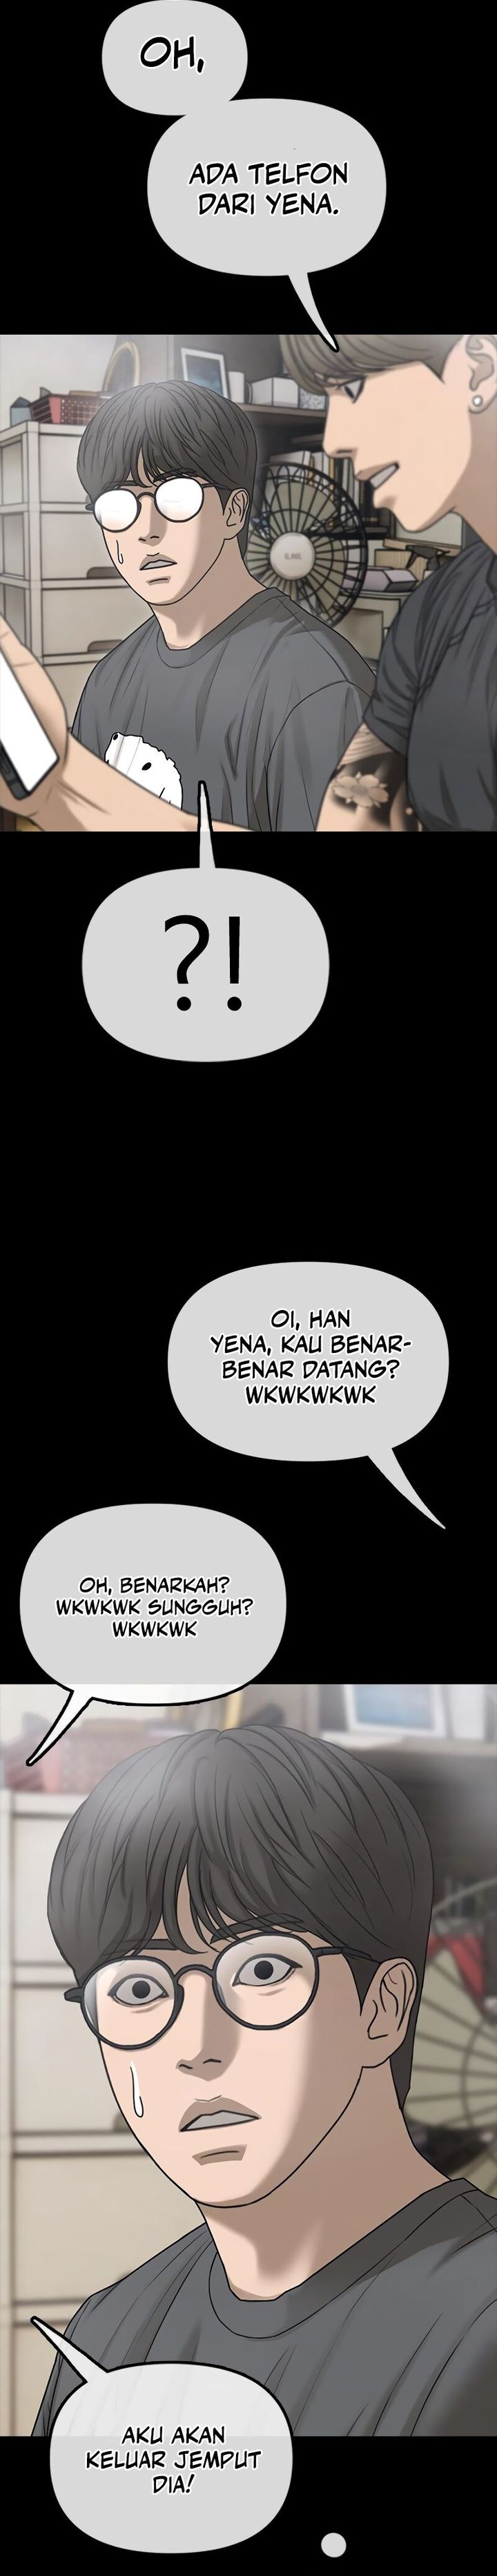 OH,
ADA TELFON
DARI YENA.
?!
OI, HAN
YENA, KAU BENAR-
BENAR DATANG?
WKWKWKWK
OH, BENARKAH?
WKWKWK SUNGGUH?
WKWKWK
AKU AKAN
KELUAR JEMPUT
DIA!